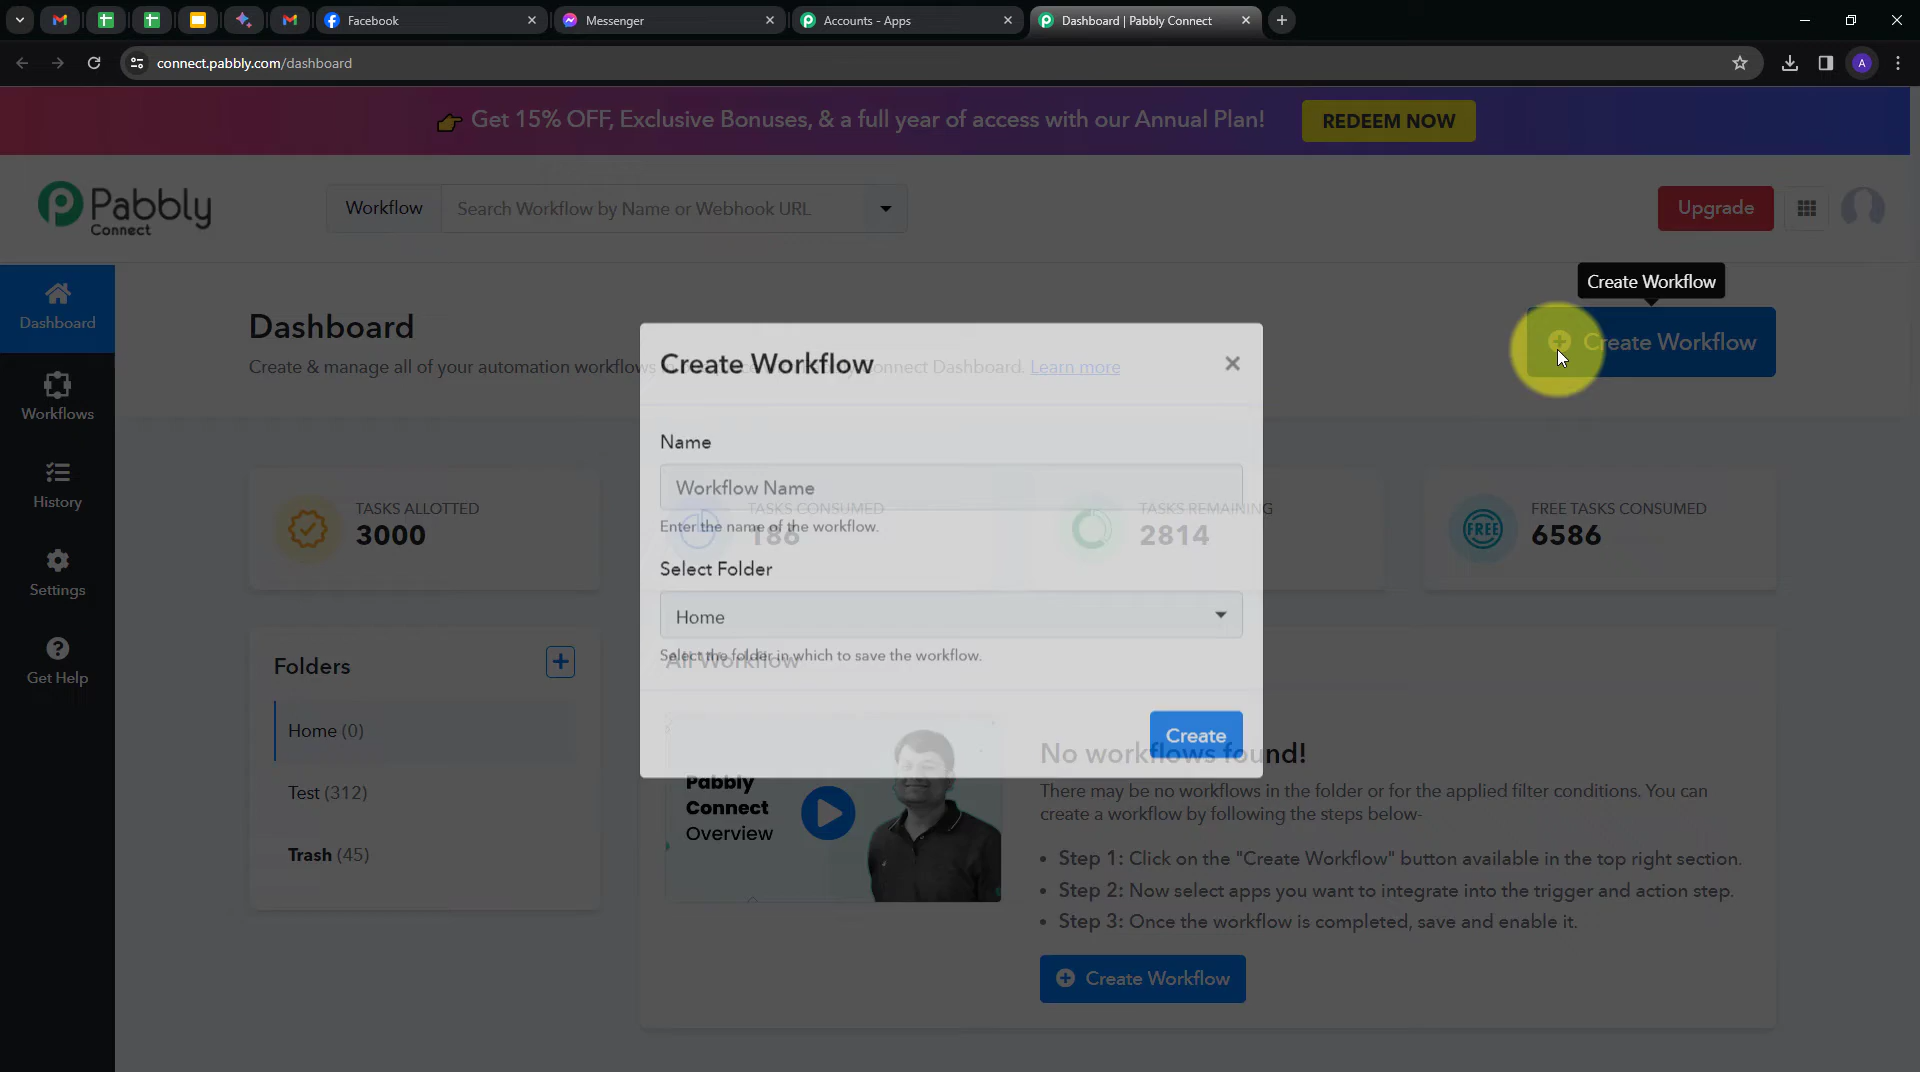 Facebook
Messenger
Accounts - Apps
Dashboard | Pabbly Connect
connect.pabbly.com/dashboard
A
Get 15% OFF, Exclusive Bonuses, & a full year of access with our Annual Plan!
REDEEM NOW
Pabbly
Connect
Workflow
Search Workflow by Name or Webhook URL
Upgrade
Create Workflow
Create Workflow
Dashboard
Workflows
History
Settings
Get Help
Dashboard
Create & manage all of your automation workflows
Connect Dashboard. Learn more
TASKS ALLOTTED
3000
TASKS CONSUMED
186
TASKS REMAINING
2814
FREE TASKS CONSUMED
6586
FREE
Create Workflow
Name
Workflow Name
Enter the name of the workflow.
Select Folder
Home
Select the folder in which to save the workflow.
Create
Folders
Home (0)
Test (312)
Trash (45)
All Workflow
Pabbly
Connect
Overview
No workflows found!
There may be no workflows in the folder or for the applied filter conditions. You can
create a workflow by following the steps below-
Step 1: Click on the "Create Workflow" button available in the top right section.
Step 2: Now select apps you want to integrate into the trigger and action step.
Step 3: Once the workflow is completed, save and enable it.
Create Workflow